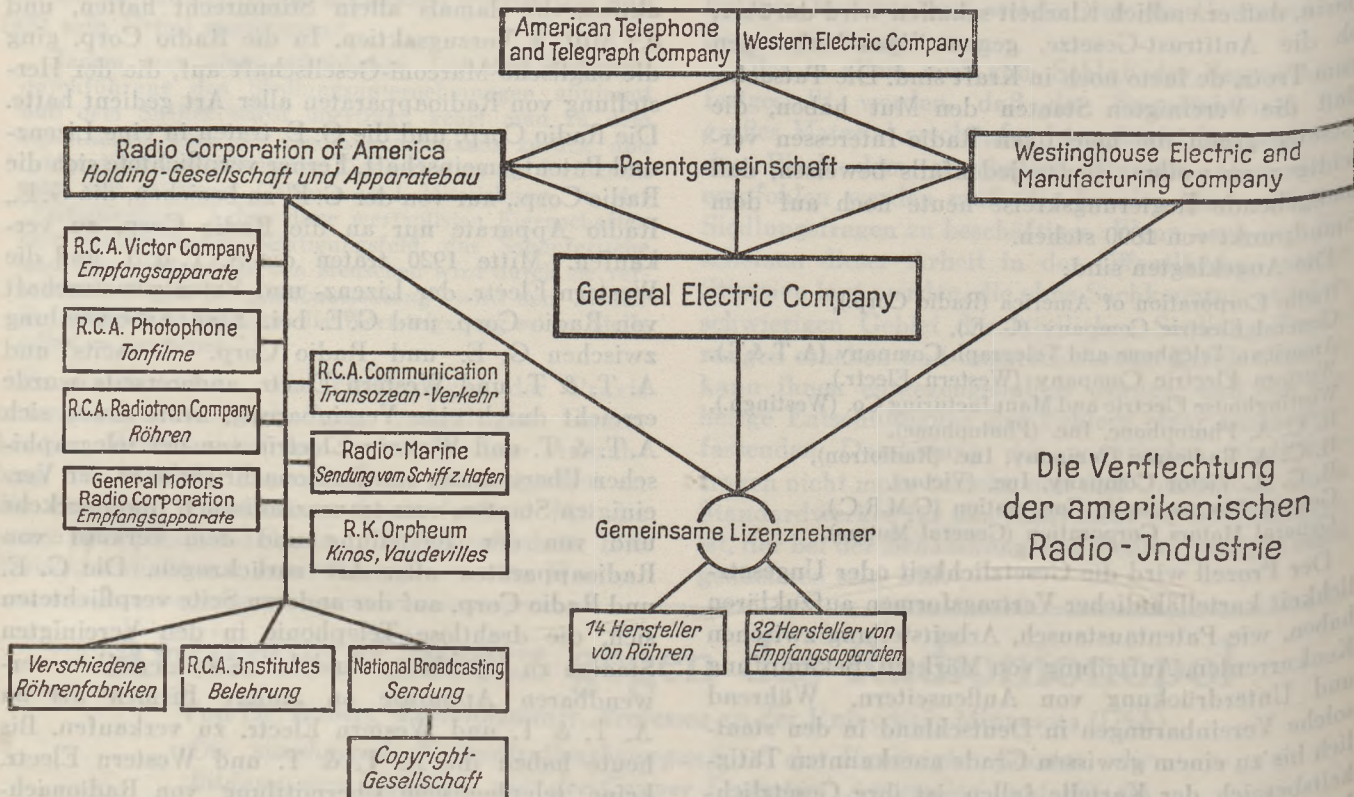 American Telephone
and Telegraph Company
Western Electric Company
Radio Corporation of America
Holding-Gesellschaft und Apparatebau
Patentgemeinschaft
Westinghouse Electric and
Manufacturing Company
General Electric Company
R.C.A. Victor Company
Empfangsapparate
R.C.A. Photophone
Tonfilme
R.C.A. Radiotron Company
Röhren
General Motors
Radio Corporation
Empfangsapparate
R.C.A. Communication
Transozean-Verkehr
Radio-Marine
Sendung vom Schiff z. Hafen
R.K. Orpheum
Kinos, Vaudevilles
Die Verflechtung
der amerikanischen
Radio-Jndustrie
Gemeinsame Lizenznehmer
14 Hersteller
von Röhren
32 Hersteller von
Empfangsapparaten
Verschiedene
Röhrenfabriken
R.C.A. Jnstitutes
Belehrung
National Broadcasting
Sendung
Copyright-
Gesellschaft